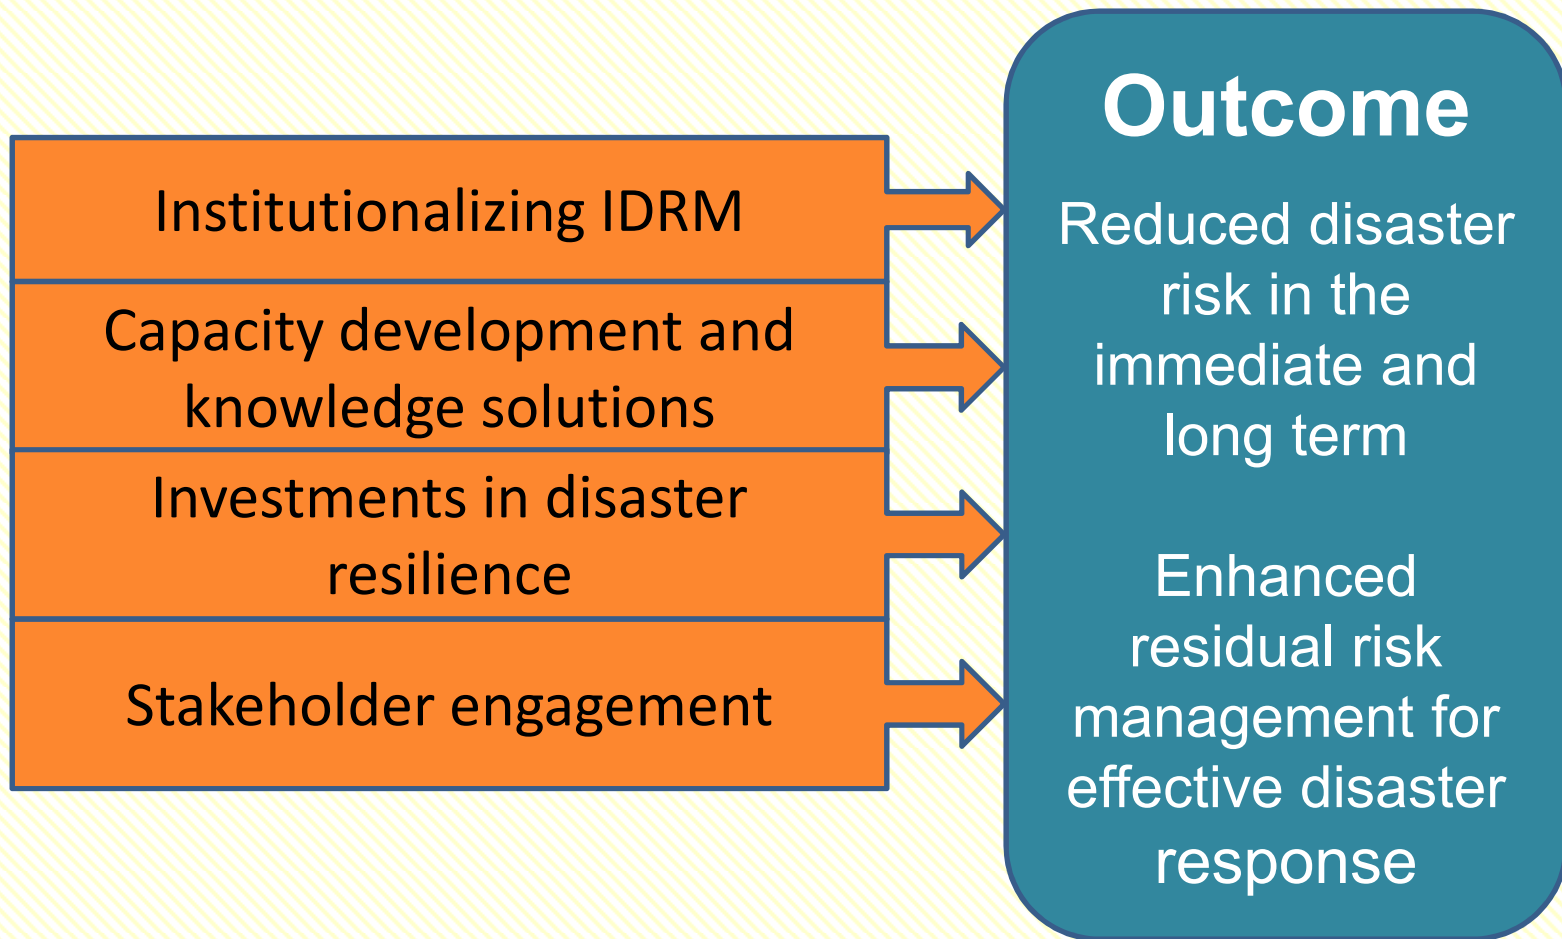 Institutionalizing IDRM
Capacity development and
knowledge solutions
Investments in disaster
resilience
Stakeholder engagement
Outcome
Reduced disaster
risk in the
immediate and
long term
Enhanced
residual risk
management for
effective disaster
response